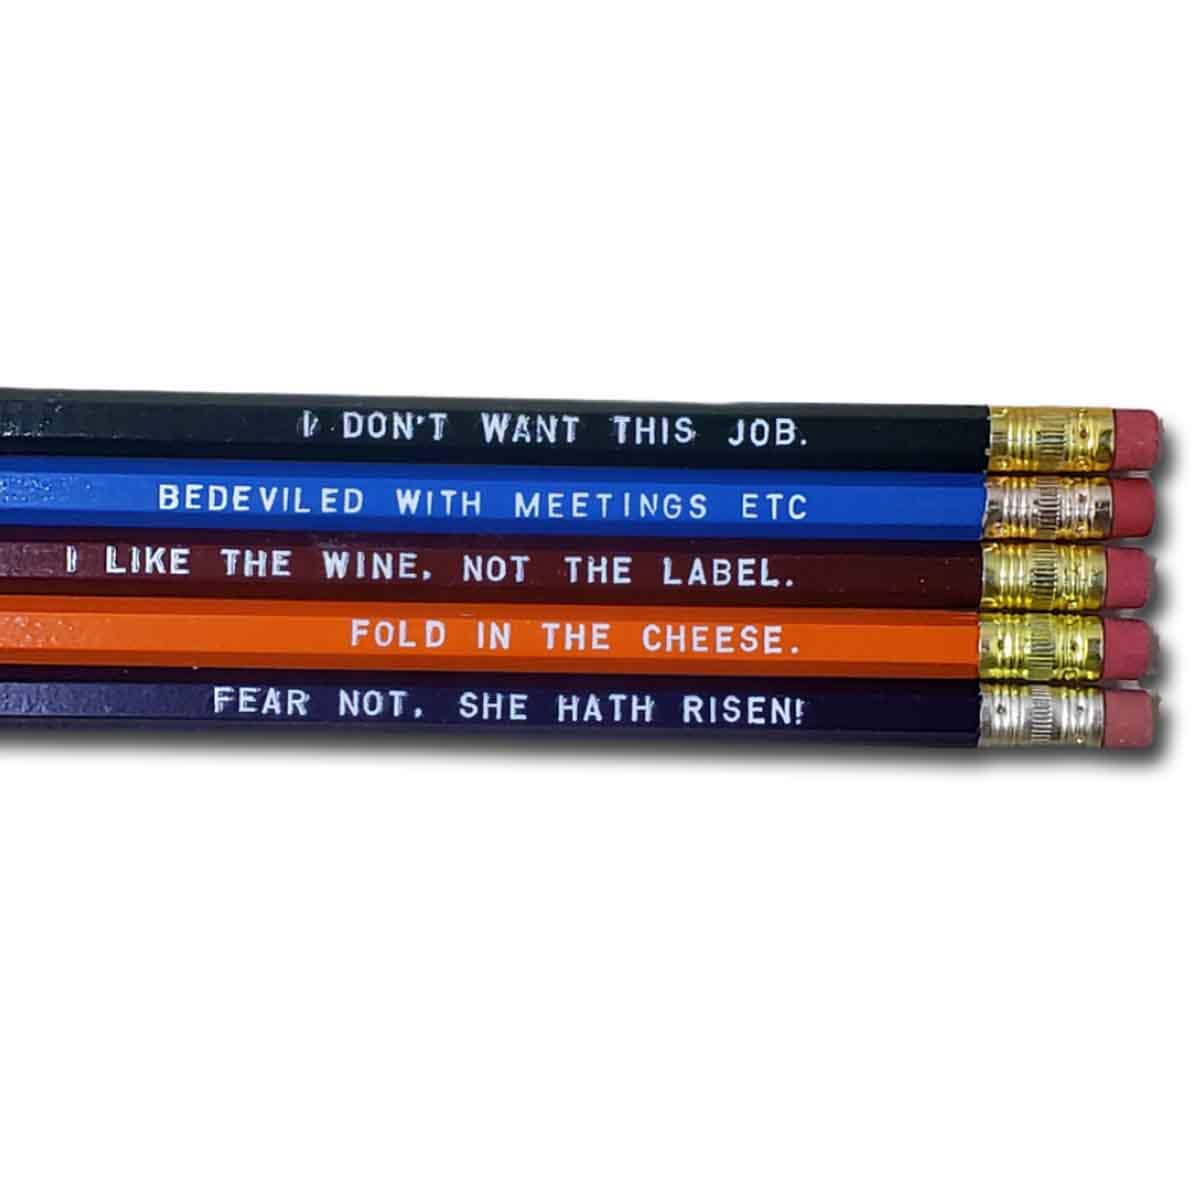 I DON'T WANT THIS JOB.
BEDEVILED WITH MEETINGS ETC
I LIKE THE WINE, NOT THE LABEL.
FOLD IN THE CHEESE.
FEAR NOT, SHE HATH RISEN!